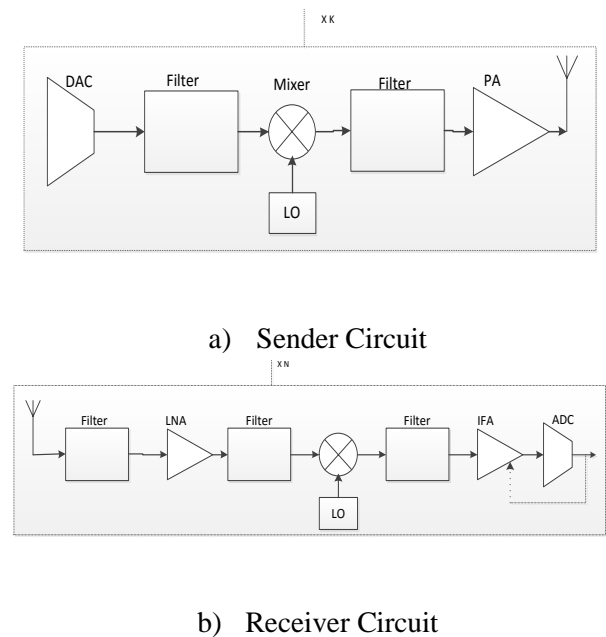 X K
DAC Filter Mixer Filter PA
LO
a) Sender Circuit
X N
Filter LNA Filter Filter IFA ADC
LO
b) Receiver Circuit